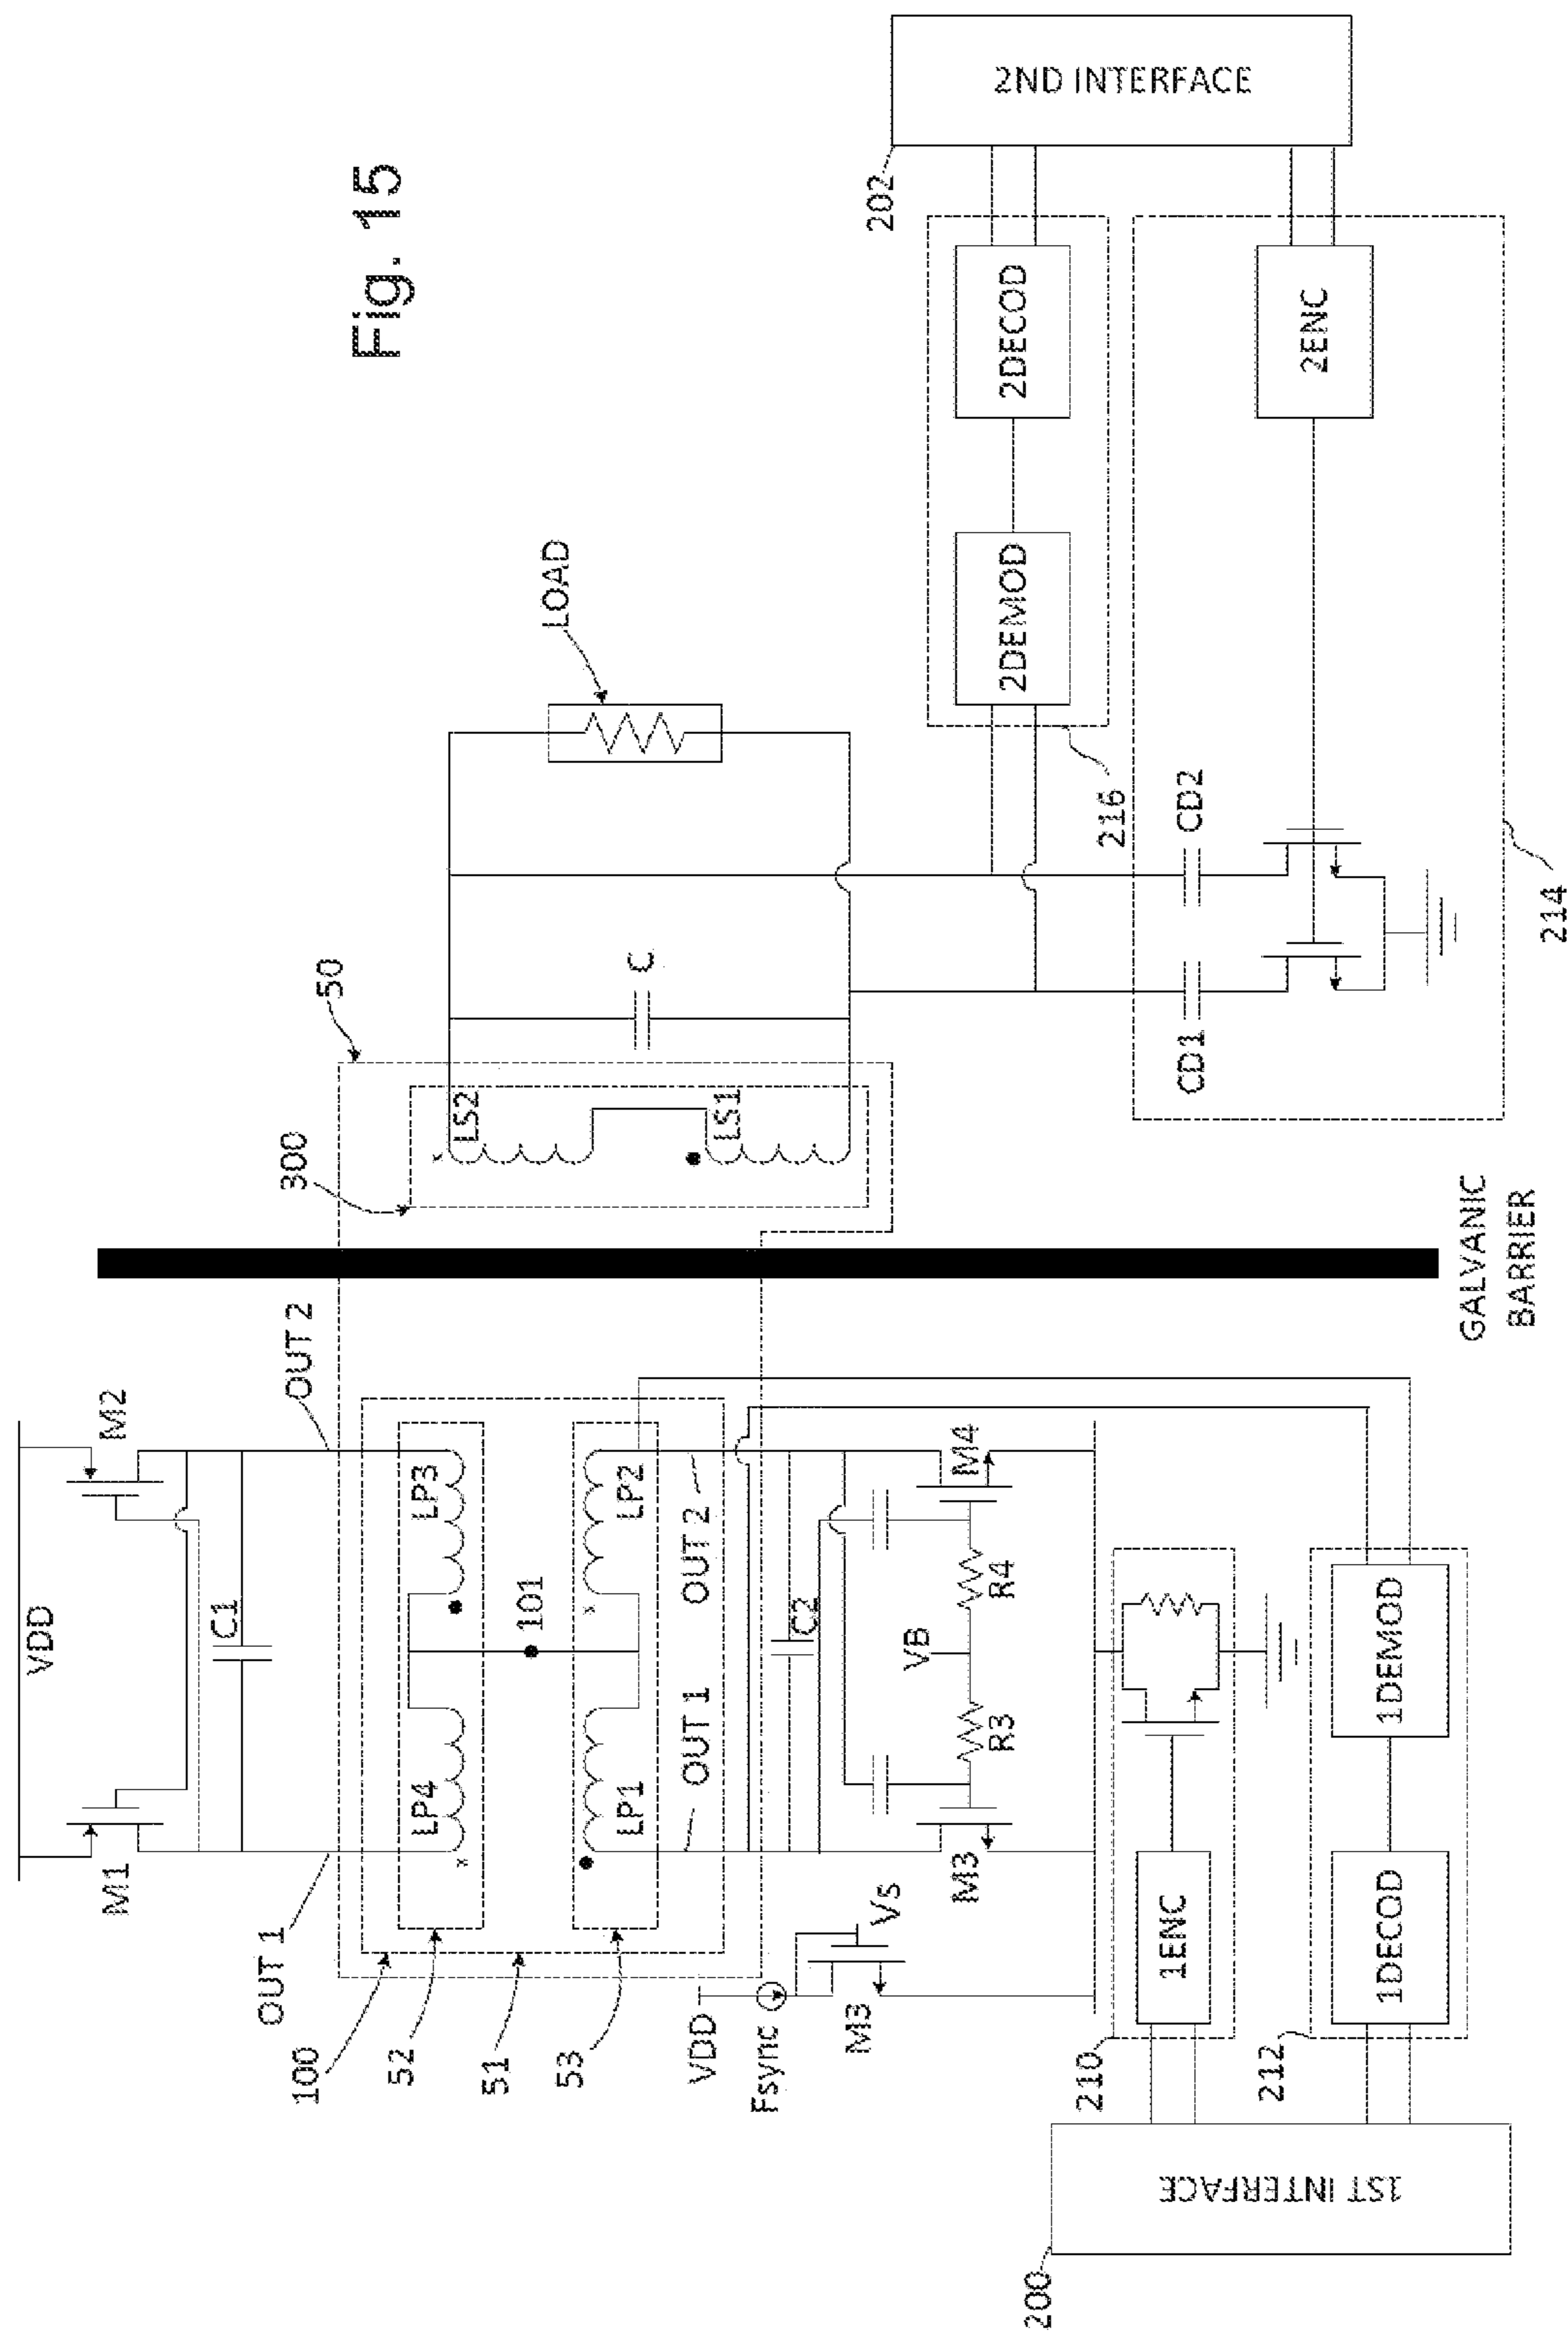 Fig. 15
VDD
M1
M2
C1
OUT 1
OUT 2
50
300
LS2
LS1
C
LOAD
100
52
51
53
LP4
LP3
101
LP1
LP2
OUT 1
OUT 2
C2
VDD
Fsync
M3
Vs
M3
R3
VB
R4
M4
202
2ND INTERFACE
2DEMOD
2DECOD
216
CD1
CD2
2ENC
214
200
1ST INTERFACE
210
1ENC
212
1DECOD
1DEMOD
GALVANIC
BARRIER